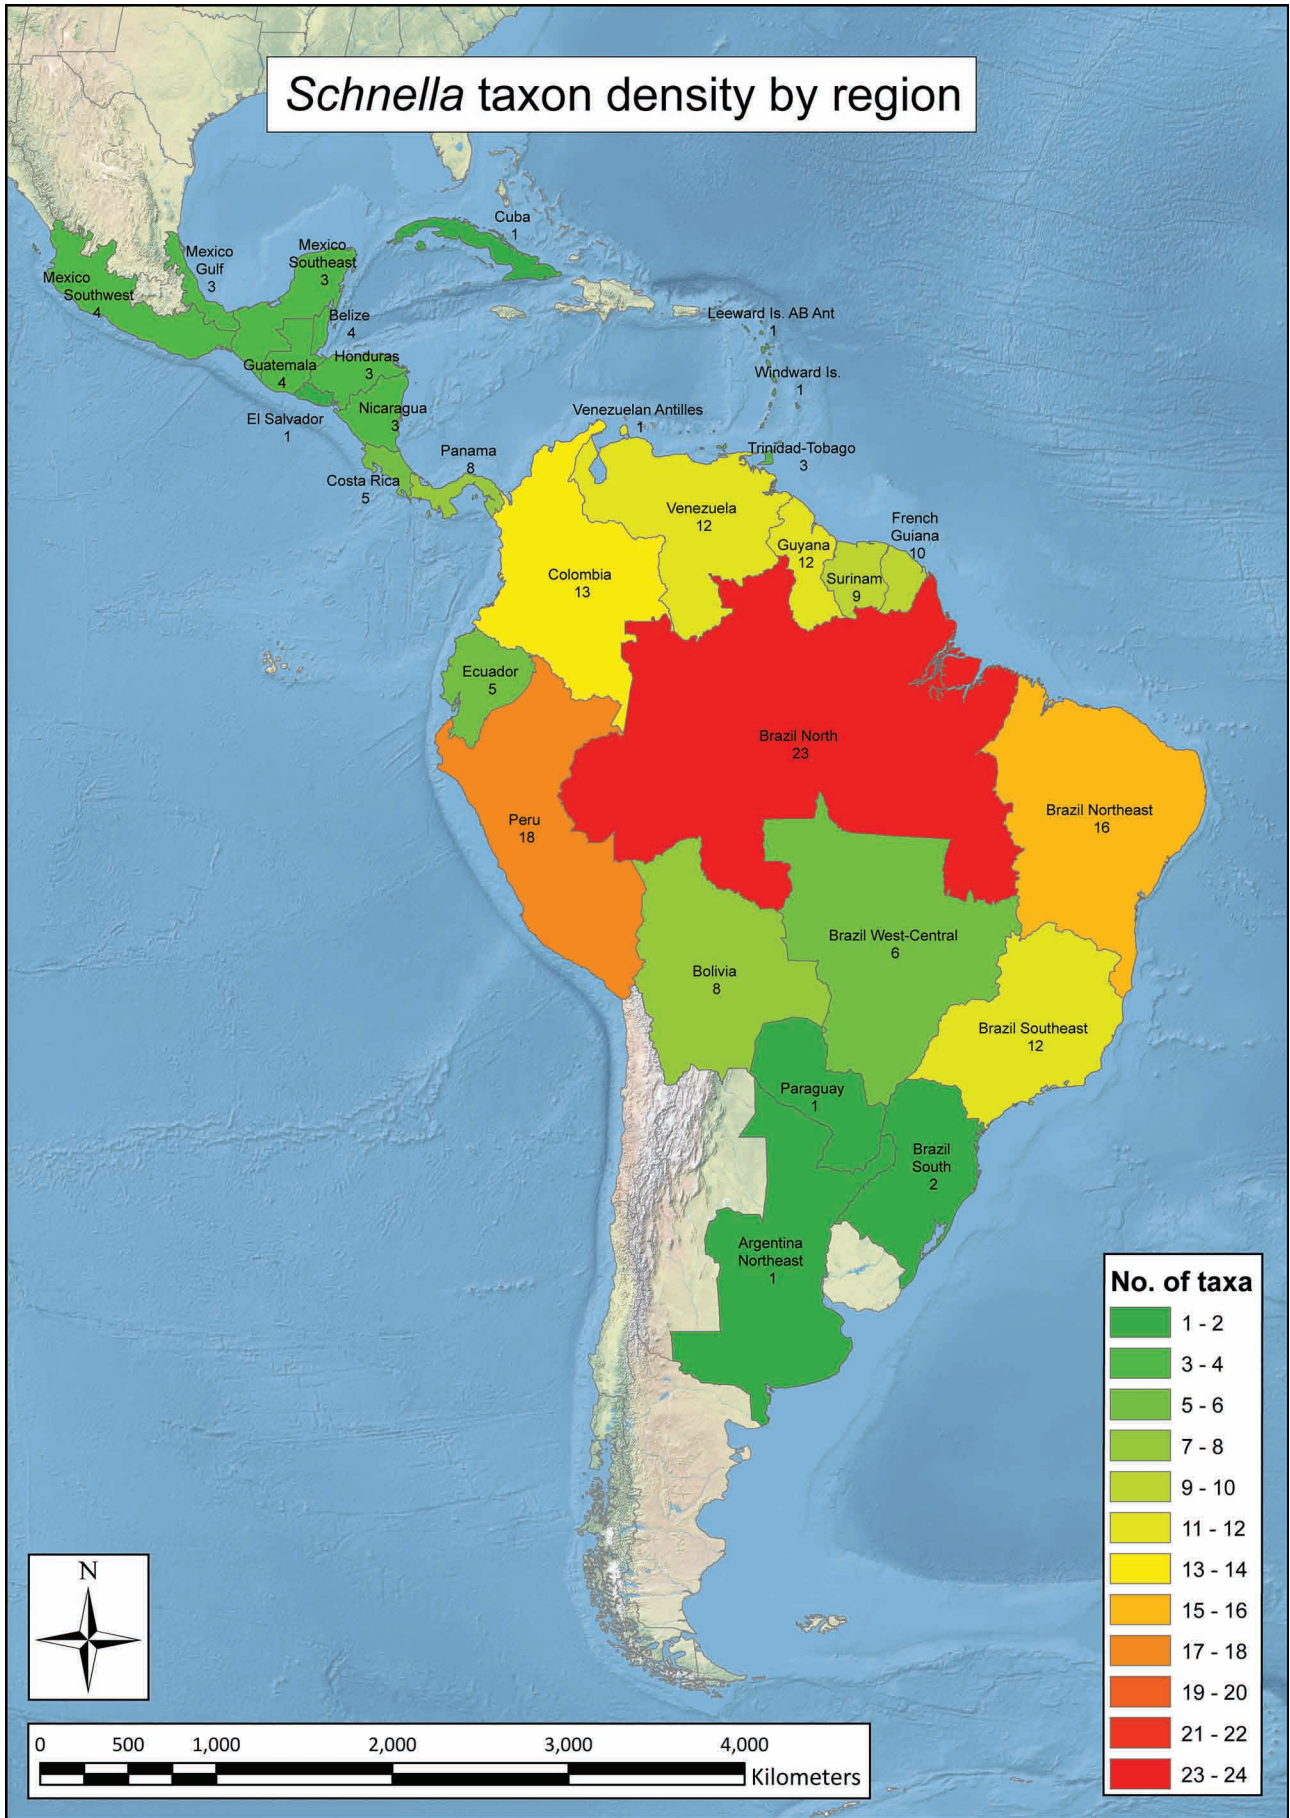 Schnella taxon density by region
Cuba
1
Mexico
Gulf
3
Mexico
Southeast
3
Mexico
Southwest
4
Belize
4
Leeward Is. AB Ant
1
Guatemala
4
Honduras
3
Windward Is.
1
El Salvador
1
Nicaragua
3
Venezuelan Antilles
1
Panama
8
Trinidad-Tobago
3
Costa Rica
5
Venezuela
12
French
Guiana
10
Guyana
12
Surinam
9
Colombia
13
Ecuador
5
Brazil North
23
Peru
18
Brazil Northeast
16
Brazil West-Central
6
Bolivia
8
Brazil Southeast
12
Paraguay
1
Brazil
South
2
Argentina
Northeast
1
No. of taxa
1 - 2
3 - 4
5 - 6
7 - 8
9 - 10
11 - 12
13 - 14
15 - 16
17 - 18
19 - 20
21 - 22
23 - 24
N
0 500 1,000 2,000 3,000 4,000
Kilometers